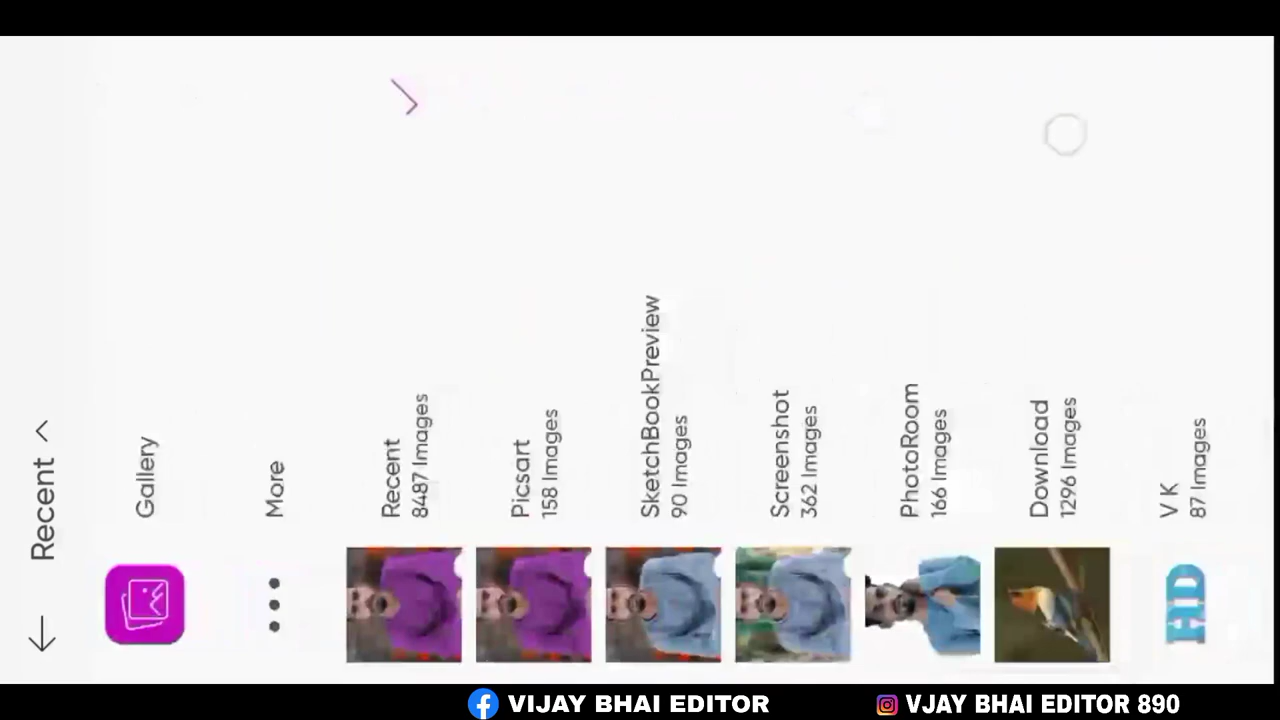 Recent
Gallery
More
Recent
8487 Images
Picsart
158 Images
SketchBookPreview
90 Images
Screenshot
362 Images
PhotoRoom
166 Images
Download
1296 Images
V K
87 Images
HD
VIJAY BHAI EDITOR
VJAY BHAI EDITOR 890